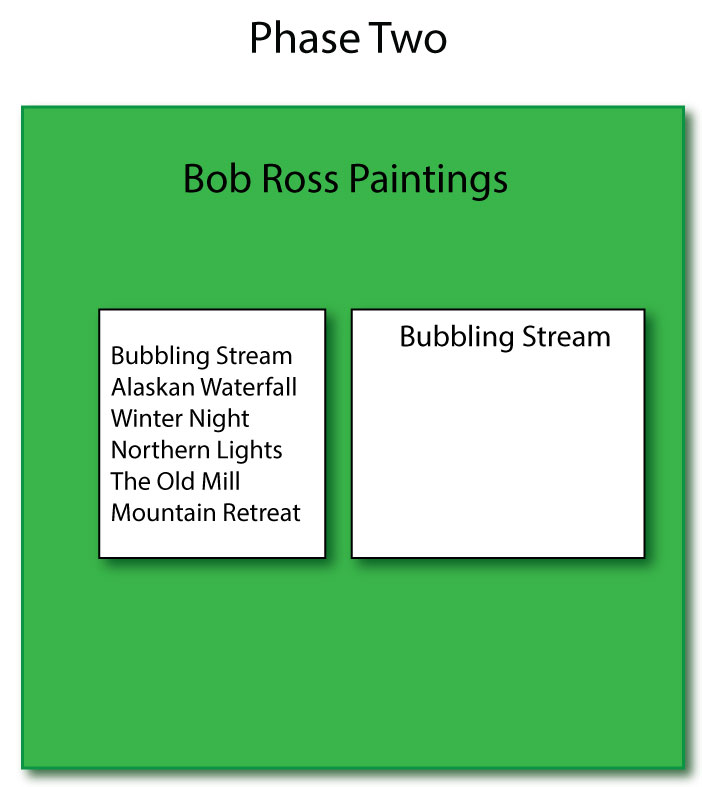 Phase Two
Bob Ross Paintings
Bubbling Stream
Alaskan Waterfall
Winter Night
Northern Lights
The Old Mill
Mountain Retreat
Bubbling Stream